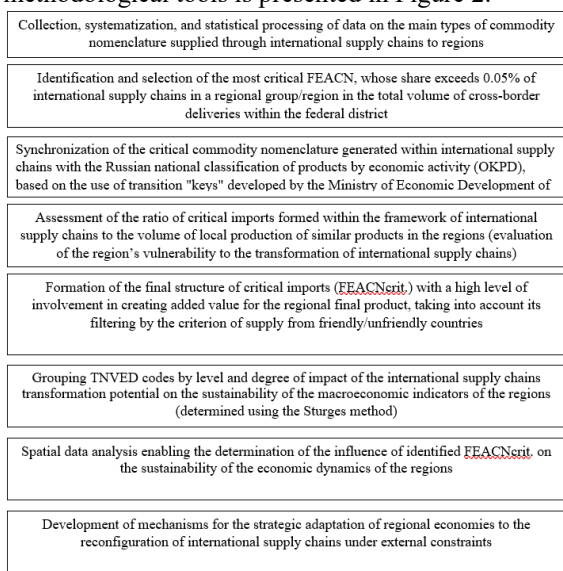 methodological tools is presented in Figure 2.
Collection, systematization, and statistical processing of data on the main types of commodity
nomenclature supplied through international supply chains to regions
Identification and selection of the most critical FEACN, whose share exceeds 0.05% of
international supply chains in a regional group/region in the total volume of cross-border
deliveries within the federal district
Synchronization of the critical commodity nomenclature generated within international supply
chains with the Russian national classification of products by economic activity (OKPD),
based on the use of transition "keys" developed by the Ministry of Economic Development of
Assessment of the ratio of critical imports formed within the framework of international
supply chains to the volume of local production of similar products in the regions (evaluation
of the region's vulnerability to the transformation of international supply chains)
Formation of the final structure of critical imports (FEACNcrit.) with a high level of
involvement in creating added value for the regional final product, taking into account its
filtering by the criterion of supply from friendly/unfriendly countries
Grouping TNVED codes by level and degree of impact of the international supply chains
transformation potential on the sustainability of the macroeconomic indicators of the regions
(determined using the Sturges method)
Spatial data analysis enabling the determination of the influence of identified FEACNcrit. on
the sustainability of the economic dynamics of the regions
Development of mechanisms for the strategic adaptation of regional economies to the
reconfiguration of international supply chains under external constraints